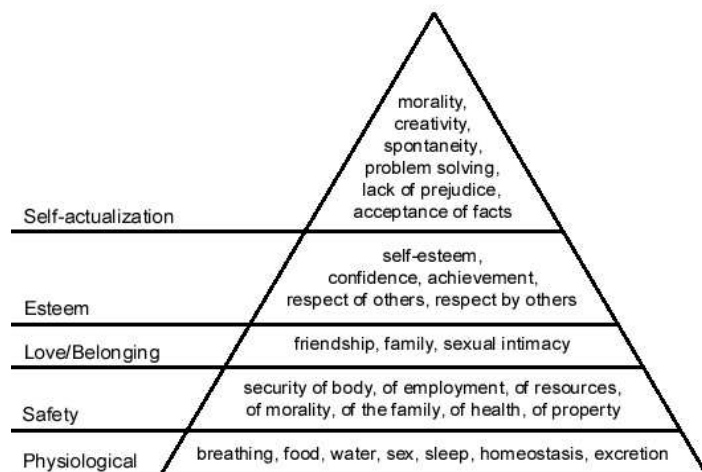 morality,
creativity,
spontaneity,
problem solving,
lack of prejudice,
acceptance of facts
Self-actualization
self-esteem,
confidence, achievement,
respect of others, respect by others
Esteem
friendship, family, sexual intimacy
Love/Belonging
security of body, of employment, of resources,
of morality, of the family, of health, of property
Safety
breathing, food, water, sex, sleep, homeostasis, excretion
Physiological